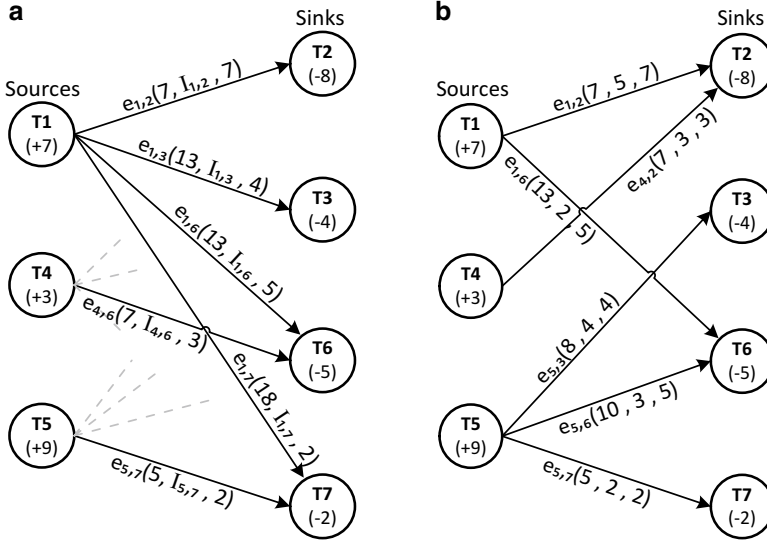 a
Sinks
T2
(-8)
Sources
T1
(+7)
e1,2(7, I1,2 , 7)
e1,3(13, I1,3 , 4)
T3
(-4)
e1,6(13, I1,6 , 5)
T4
(+3)
e4,6(7, I4,6 , 3)
T6
(-5)
e1,7(18, I1,7 , 2)
T5
(+9)
e5,7(5, I5,7 , 2)
T7
(-2)
b
Sinks
T2
(-8)
Sources
T1
(+7)
e1,2(7 , 5 , 7)
e4,2(7 , 3 , 3)
e1,6(13, 2 , 5)
T3
(-4)
T4
(+3)
e5,3(8 , 4 , 4)
T6
(-5)
e5,6(10 , 3 , 5)
T5
(+9)
e5,7(5 , 2 , 2)
T7
(-2)